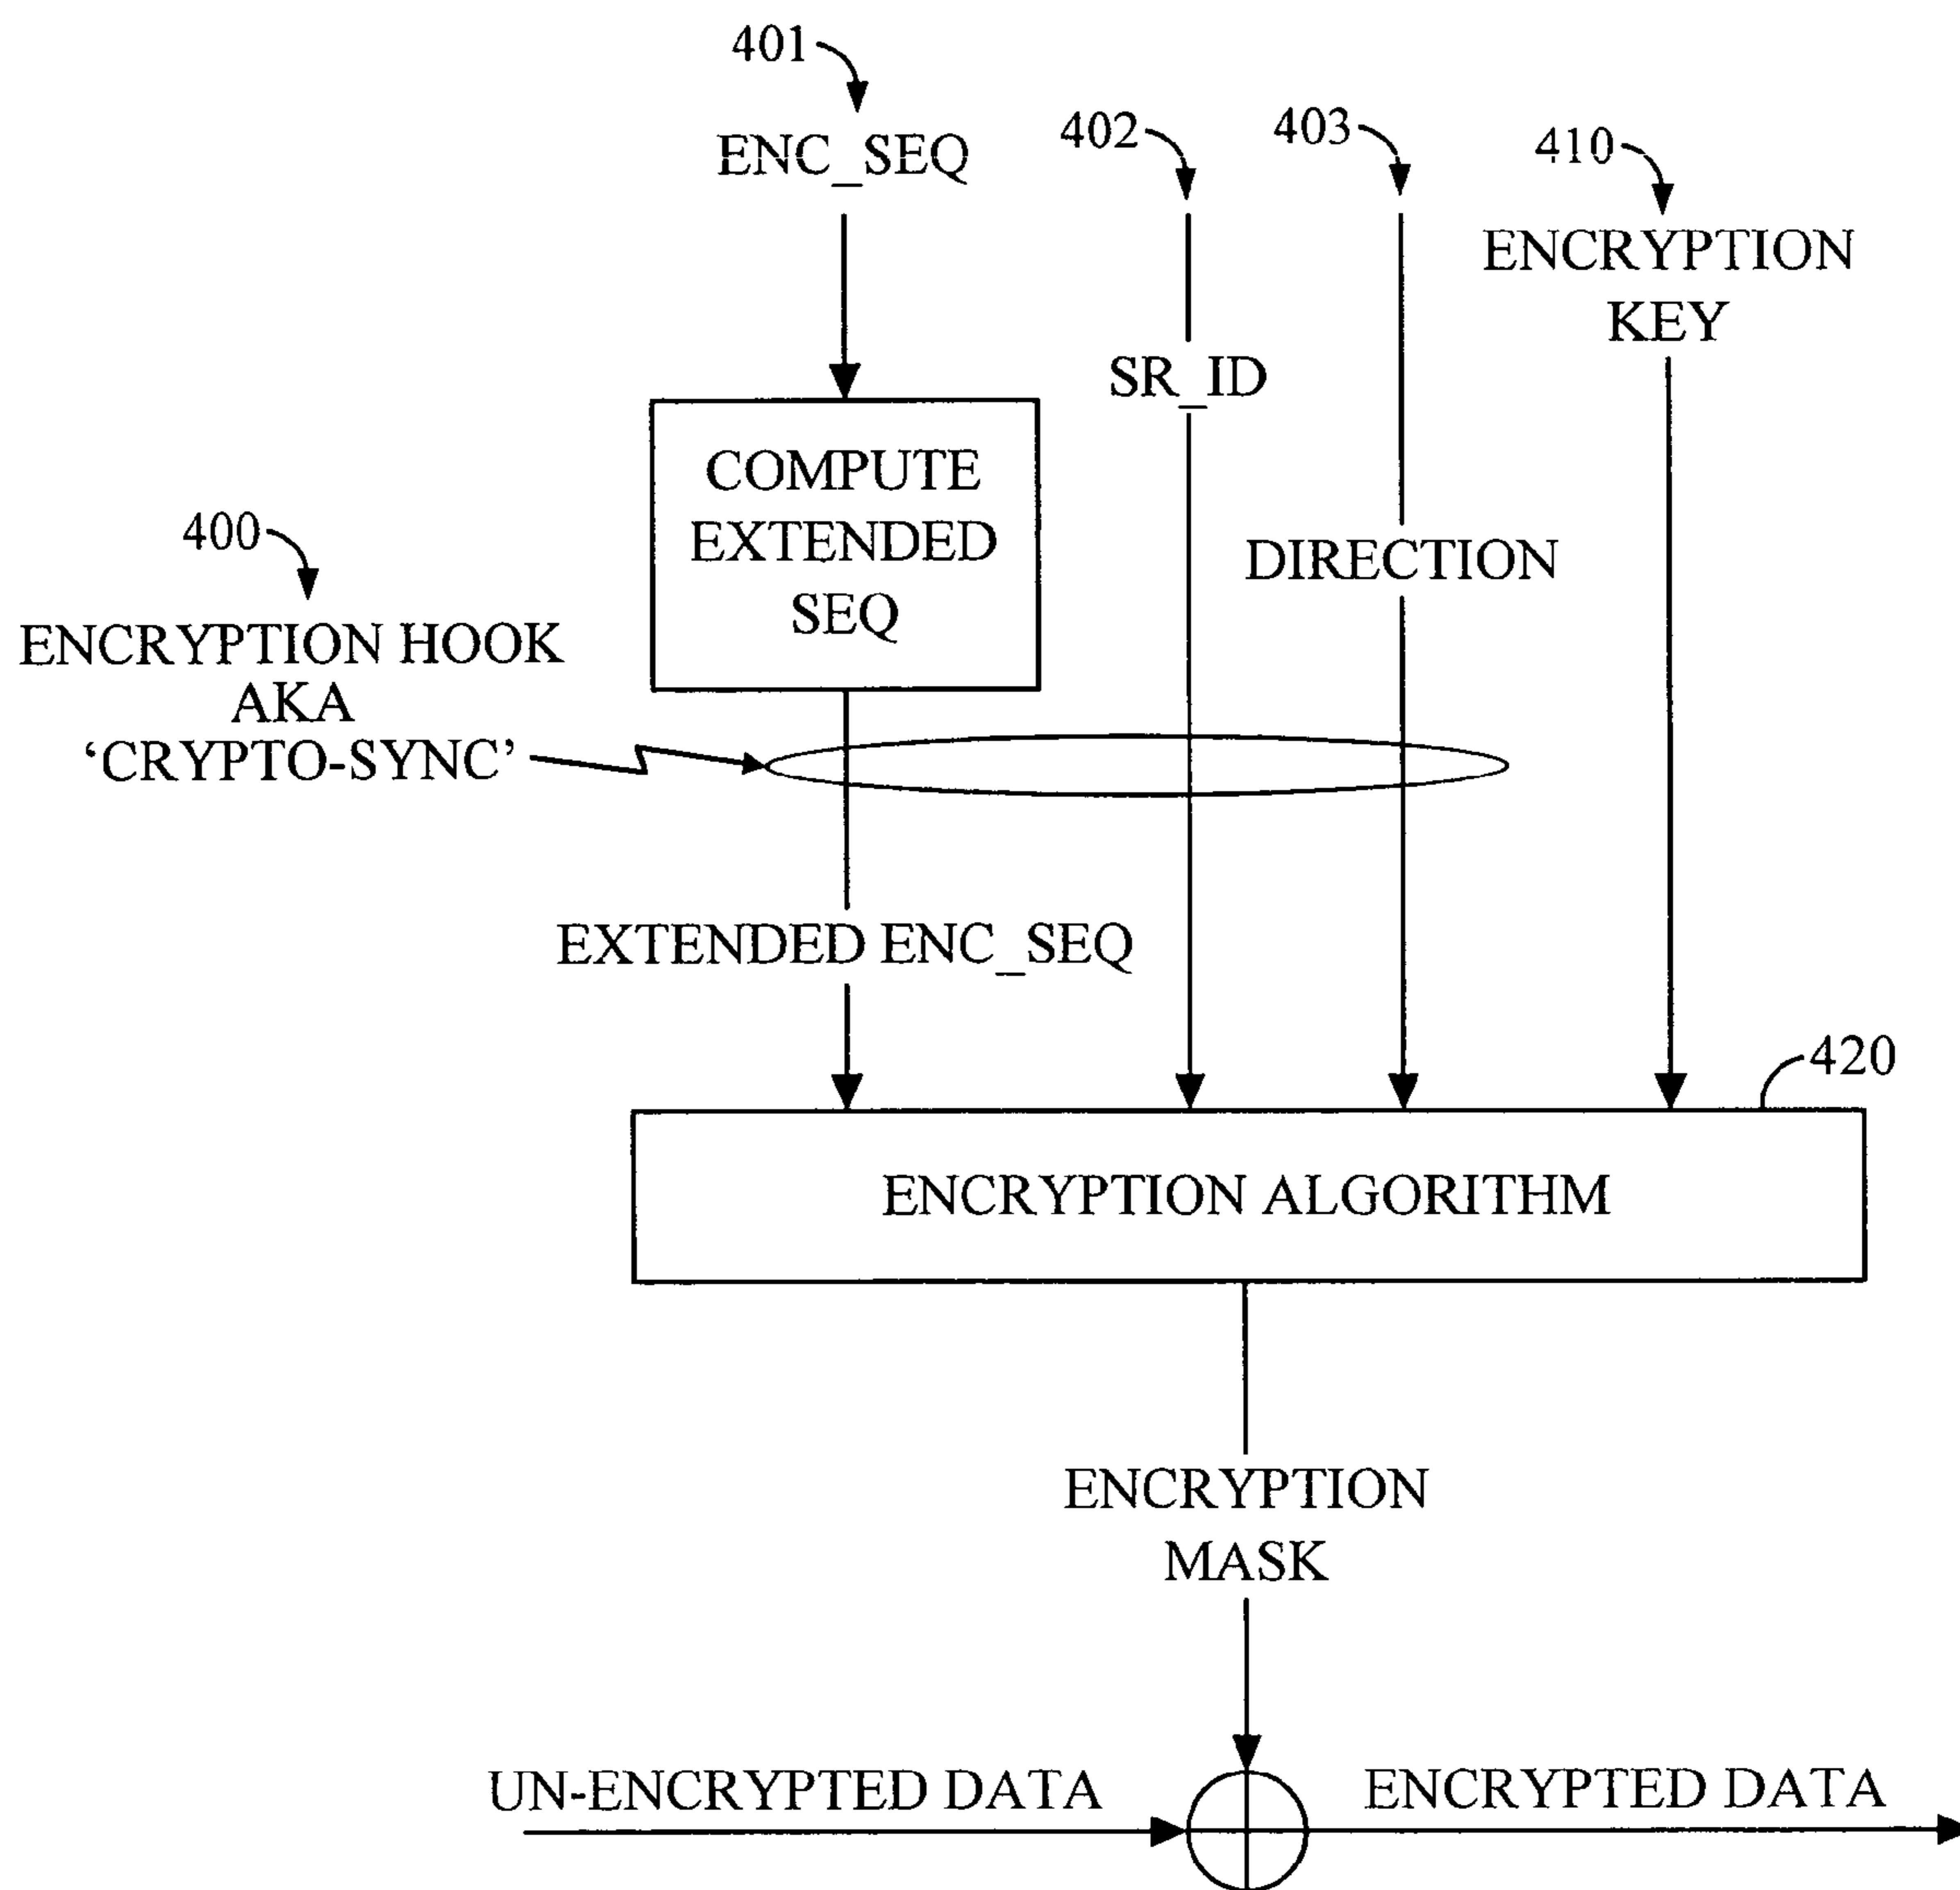 401
ENC_SEQ
402
403
410
ENCRYPTION
KEY
SR_ID
COMPUTE
EXTENDED
SEQ
400
ENCRYPTION HOOK
AKA
‘CRYPTO-SYNC’
DIRECTION
EXTENDED ENC_SEQ
420
ENCRYPTION ALGORITHM
ENCRYPTION
MASK
UN-ENCRYPTED DATA
ENCRYPTED DATA